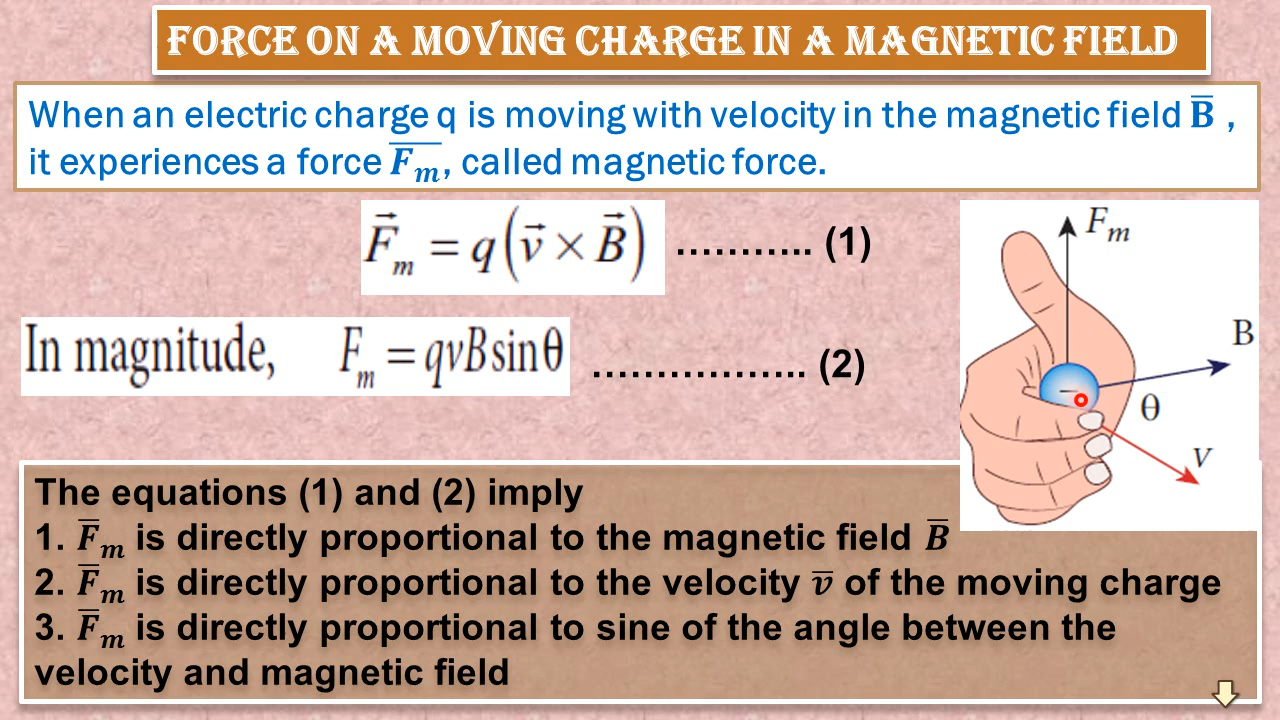 FORCE ON A MOVING CHARGE IN A MAGNETIC FIELD
When an electric charge q is moving with velocity in the magnetic field B̅ ,
it experiences a force F̅ₘ, called magnetic force.
F⃗ₘ = q(v⃗ × B⃗) ……….. (1)
In magnitude, Fₘ = qvB sinθ …………….. (2)
Fₘ
B
θ
V
The equations (1) and (2) imply
1. F̅ₘ is directly proportional to the magnetic field B̅
2. F̅ₘ is directly proportional to the velocity v̅ of the moving charge
3. F̅ₘ is directly proportional to sine of the angle between the
velocity and magnetic field